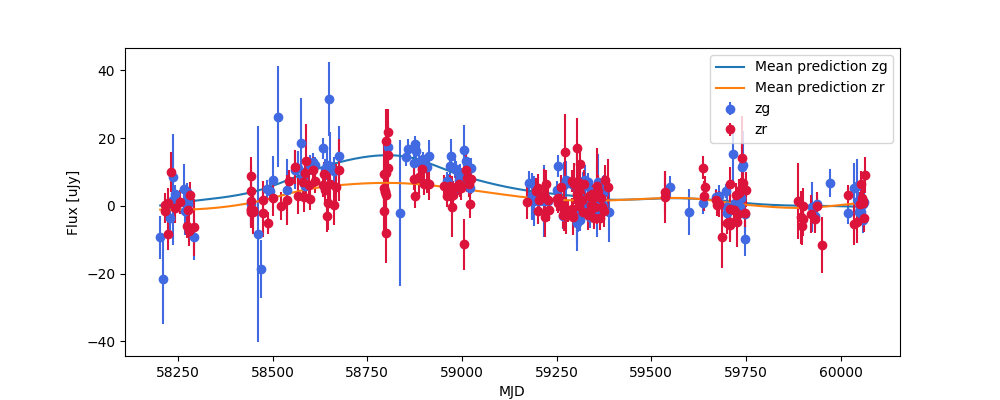 Mean prediction zg
Mean prediction zr
zg
zr
40
20
0
−20
−40
Flux [uJy]
58250
58500
58750
59000
59250
59500
59750
60000
MJD